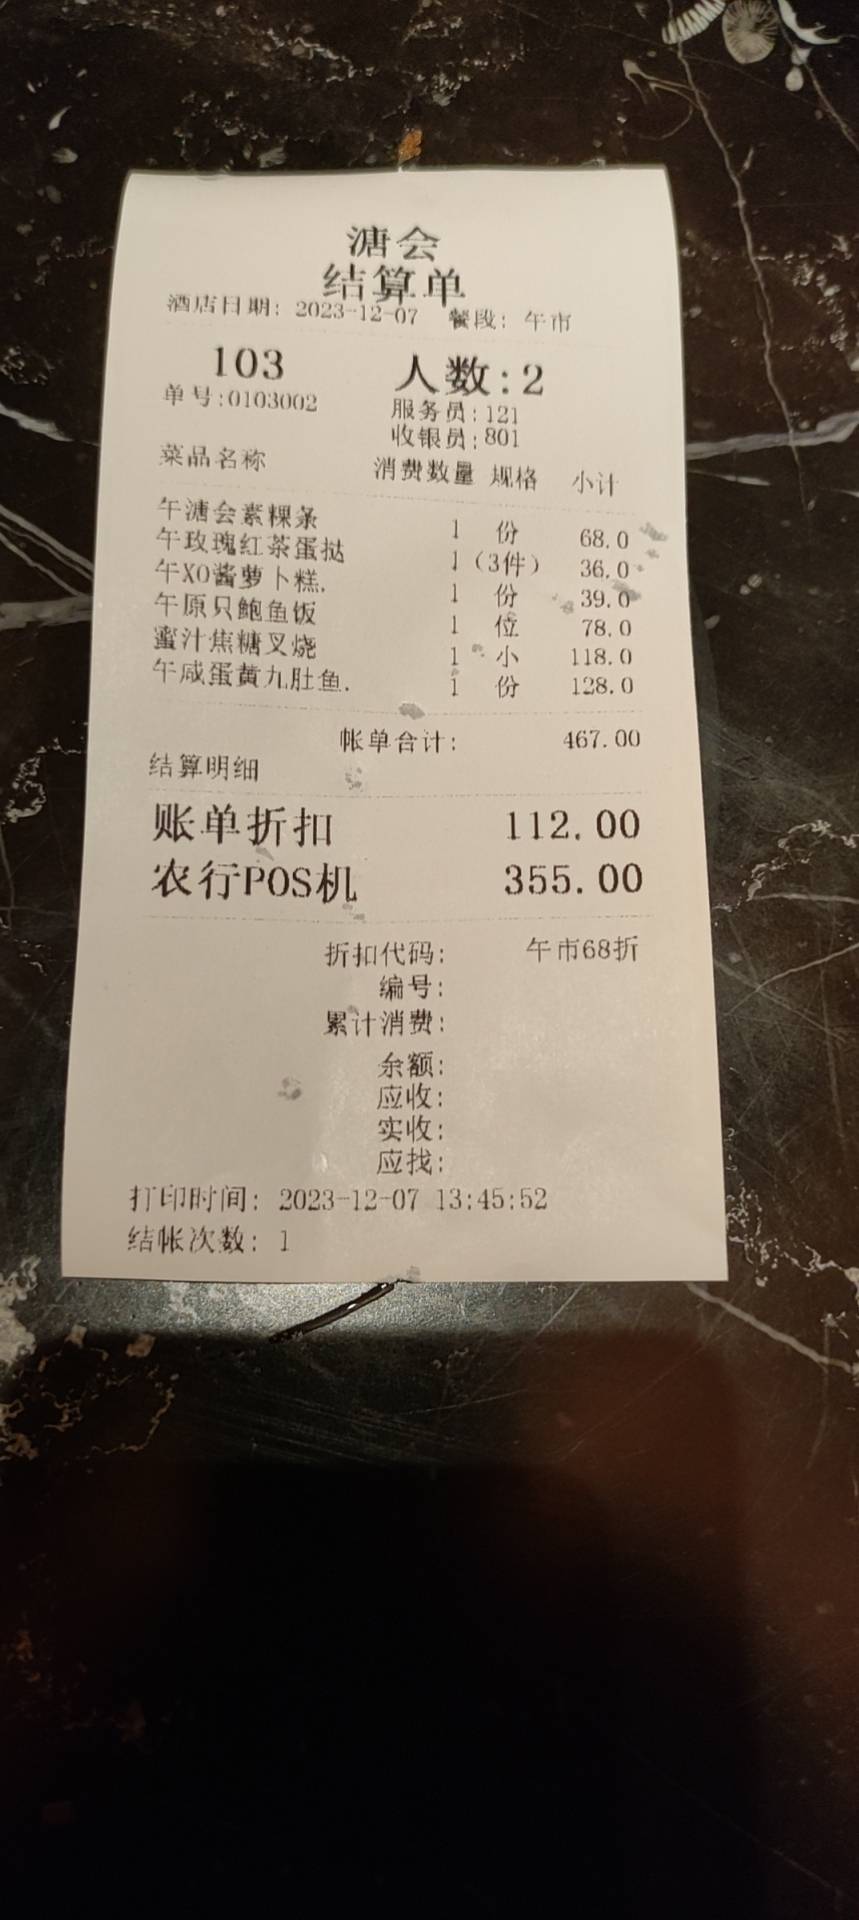 溏会
结算单
酒店日期: 2023-12-07 餐段: 午市
103 人数:2
单号:0103002 服务员:121
收银员:801
菜品名称 消费数量 规格 小计
午溏会素粿条 1 份 68.0
午玫瑰红茶蛋挞 1 (3件) 36.0
午XO酱萝卜糕. 1 份 39.0
午原只鲍鱼饭 1 位 78.0
蜜汁焦糖叉烧 1 小 118.0
午咸蛋黄九肚鱼. 1 份 128.0
帐单合计: 467.00
结算明细
账单折扣 112.00
农行POS机 355.00
折扣代码: 午市68折
编号:
累计消费:
余额:
应收:
实收:
应找:
打印时间: 2023-12-07 13:45:52
结帐次数: 1